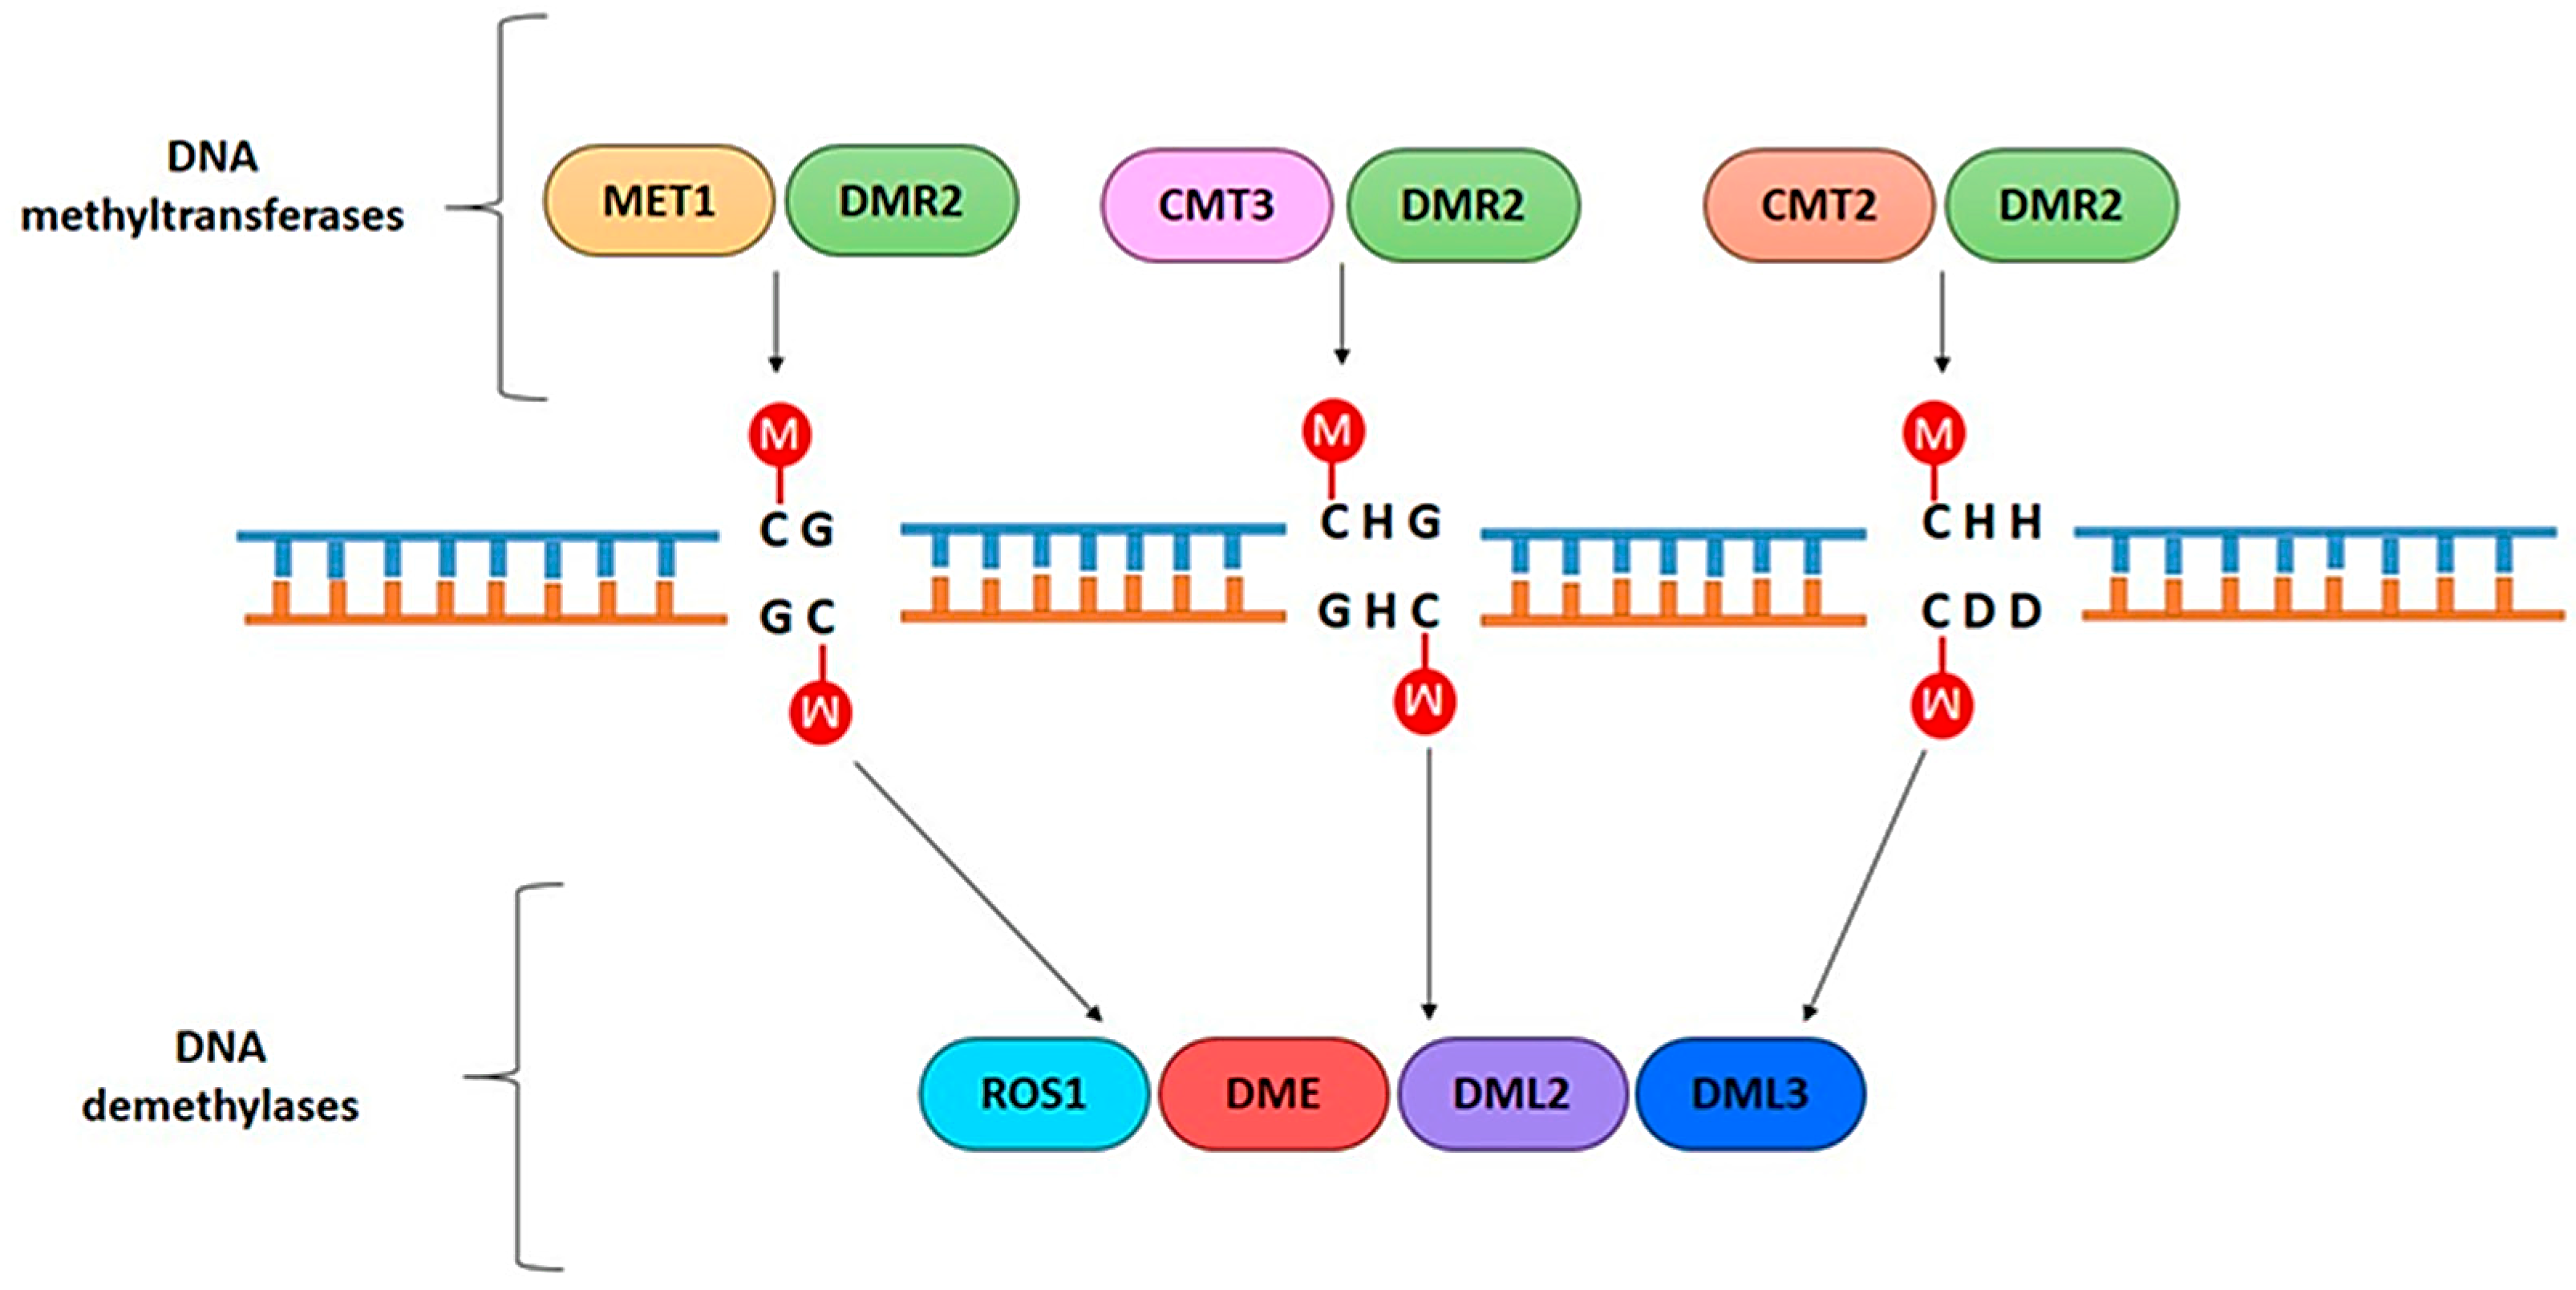 DNA
methyltransferases
MET1 DMR2 CMT3 DMR2 CMT2 DMR2
M M M
C G C H G C H H
G C G H C C D D
M M M
DNA
demethylases
ROS1 DME DML2 DML3